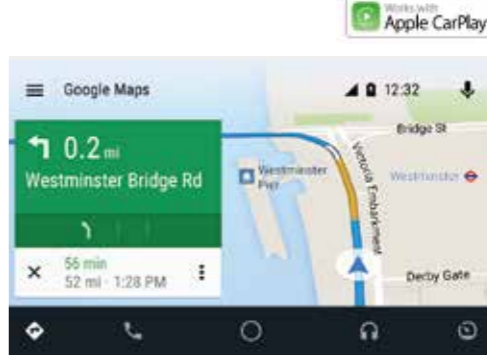 Works with
Apple CarPlay
Google Maps
12:32
0.2 mi
Westminster Bridge Rd
56 min
52 mi · 1:28 PM
Bridge St
Westminster
Pier
Victoria Embankment
Westminster
Derby Gate